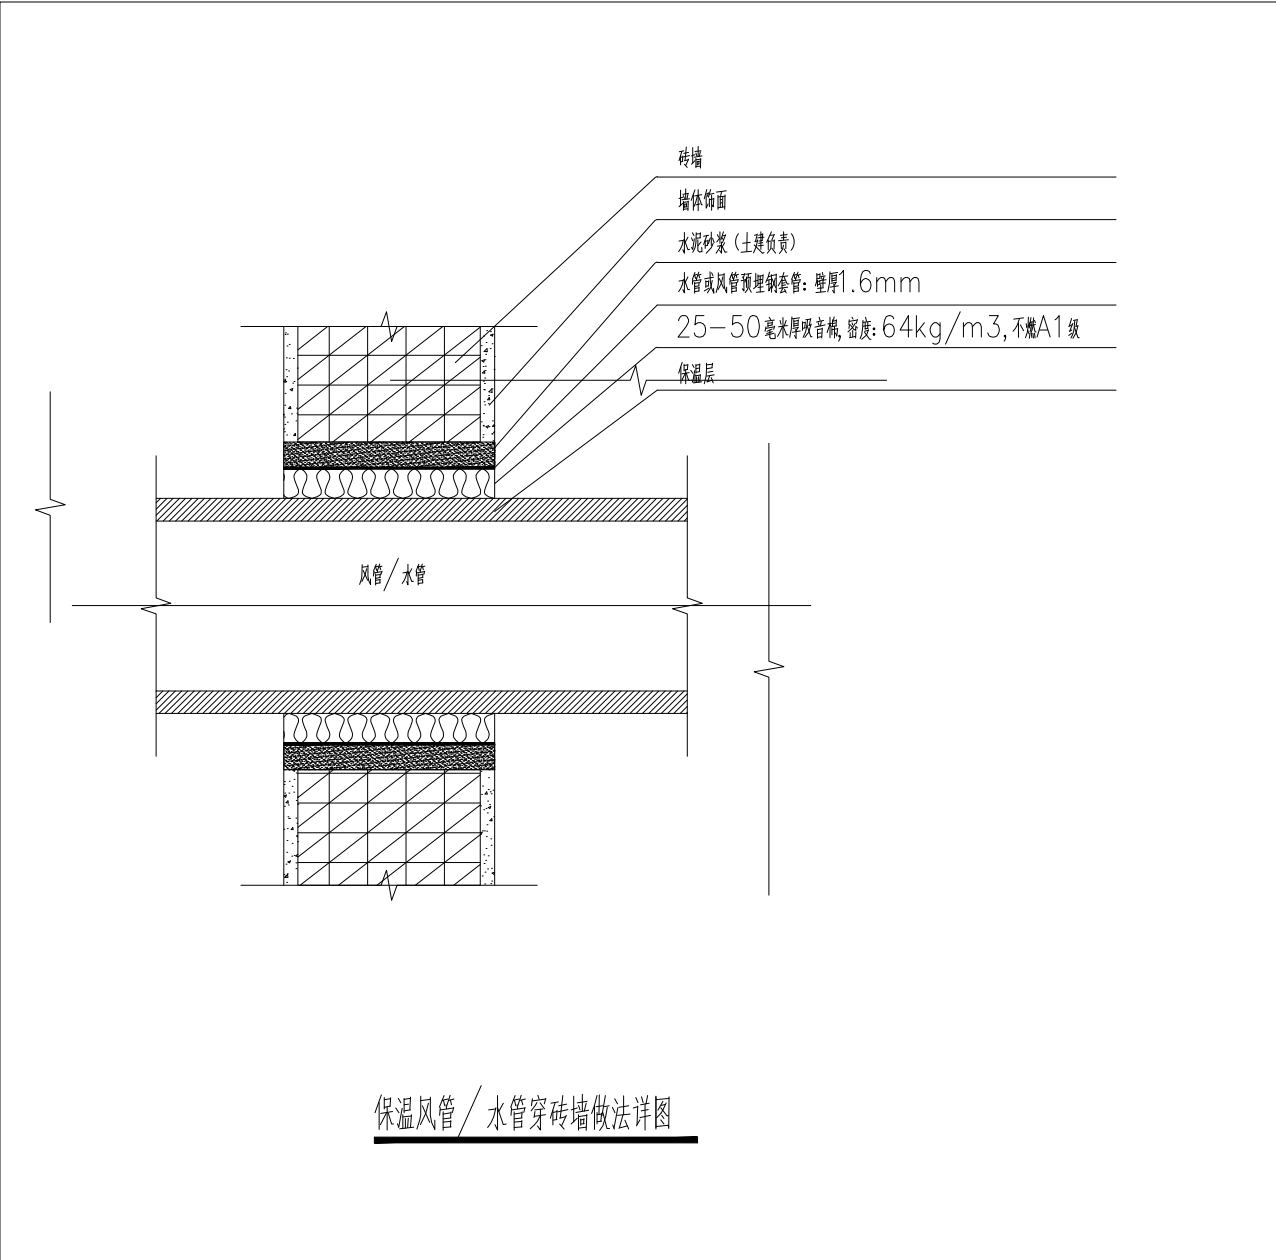 砖墙
墙体饰面
水泥砂浆（土建负责）
水管或风管预埋钢套管：壁厚1.6mm
25-50毫米厚吸音棉，密度：64kg/m3，不燃A1级
保温层
风管/水管
保温风管/水管穿砖墙做法详图